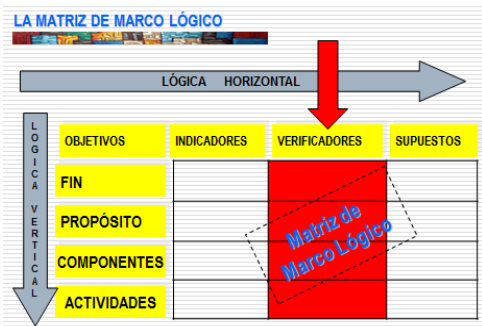 LA MATRIZ DE MARCO LÓGICO
LÓGICA HORIZONTAL
LOGICA VERTICAL
OBJETIVOS INDICADORES VERIFICADORES SUPUESTOS
FIN
PROPÓSITO
COMPONENTES
ACTIVIDADES
Matriz de
Marco Lógico